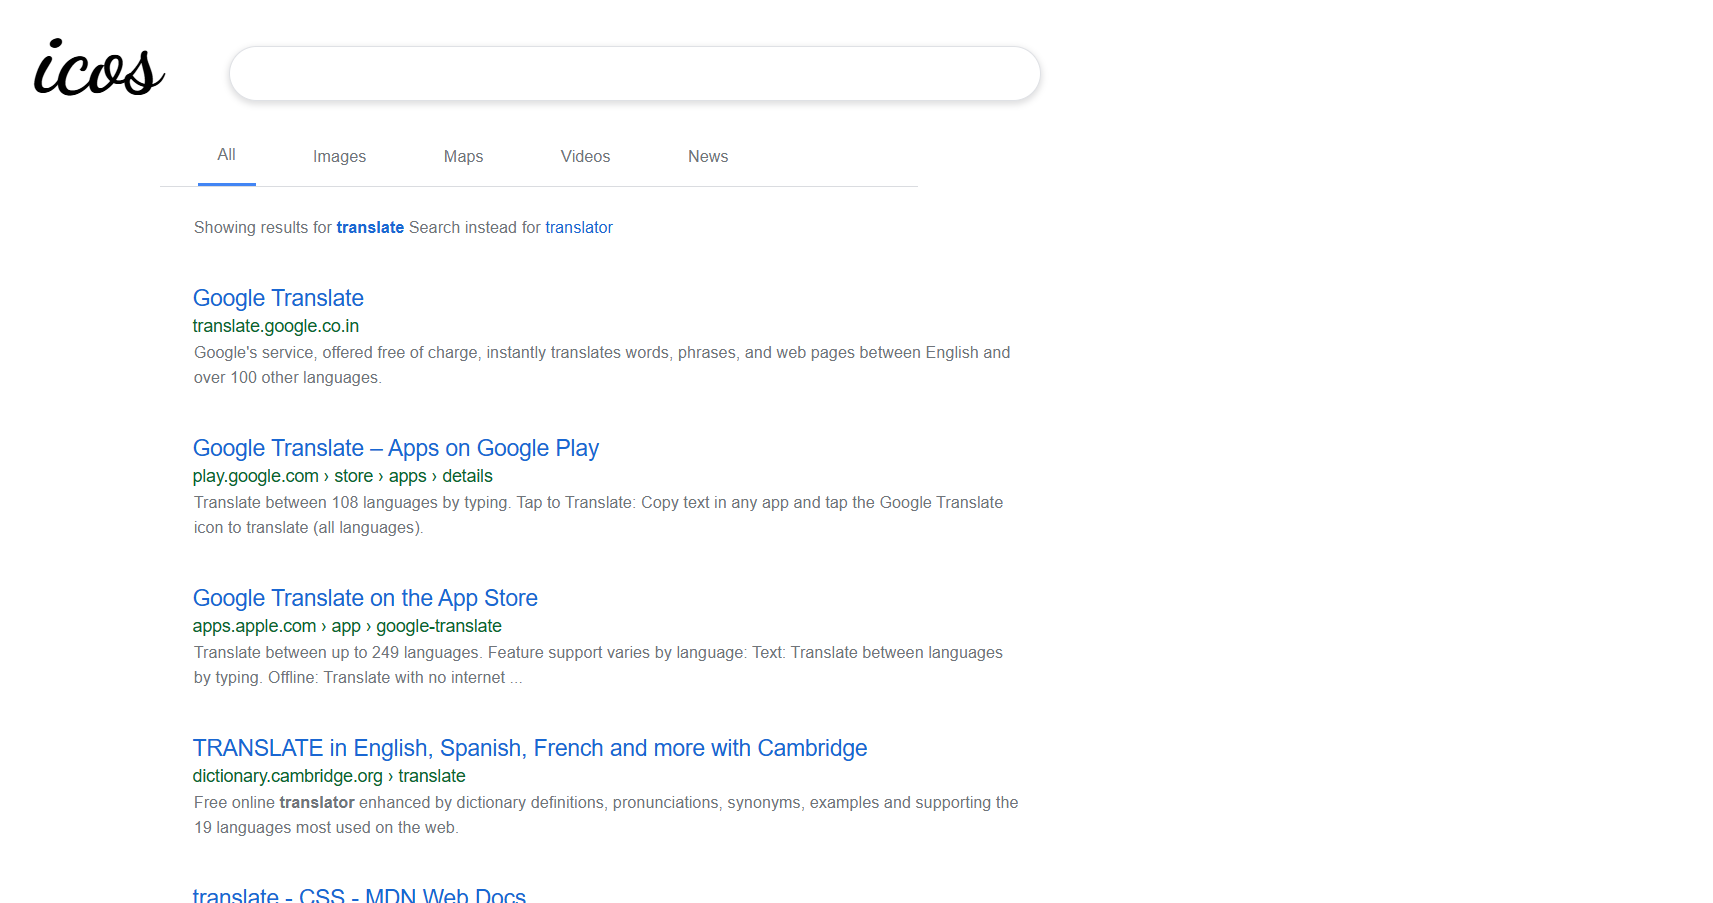 icos
All
Images
Maps
Videos
News
Showing results for translate Search instead for translator
Google Translate
translate.google.co.in
Google's service, offered free of charge, instantly translates words, phrases, and web pages between English and
over 100 other languages.
Google Translate – Apps on Google Play
play.google.com › store › apps › details
Translate between 108 languages by typing. Tap to Translate: Copy text in any app and tap the Google Translate
icon to translate (all languages).
Google Translate on the App Store
apps.apple.com › app › google-translate
Translate between up to 249 languages. Feature support varies by language: Text: Translate between languages
by typing. Offline: Translate with no internet ...
TRANSLATE in English, Spanish, French and more with Cambridge
dictionary.cambridge.org › translate
Free online translator enhanced by dictionary definitions, pronunciations, synonyms, examples and supporting the
19 languages most used on the web.
translate - CSS - MDN Web Docs